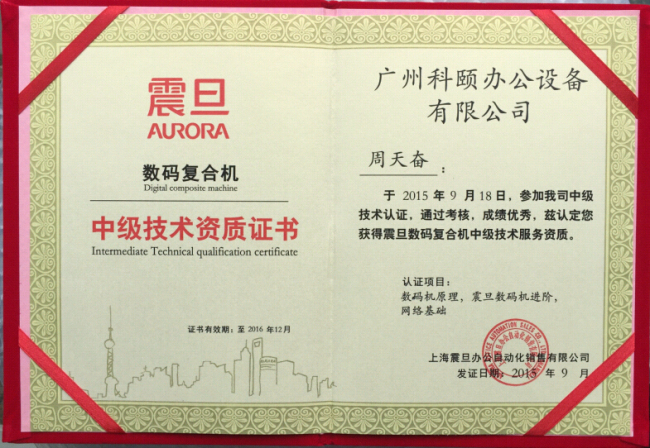 震旦
AURORA
数码复合机
Digital composite machine
中级技术资质证书
Intermediate Technical qualification certificate
证书有效期：至 2016 年12月
广州科颐办公设备
有限公司
周天奋 ：
于 2015 年 9 月 18 日，参加我司中级
技术认证，通过考核，成绩优秀，兹认定您
获得震旦数码复合机中级技术服务资质。
认证项目：
数码机原理，震旦数码机进阶，
网络基础
上海震旦办公自动化销售有限公司
发证日期：2015 年 9 月